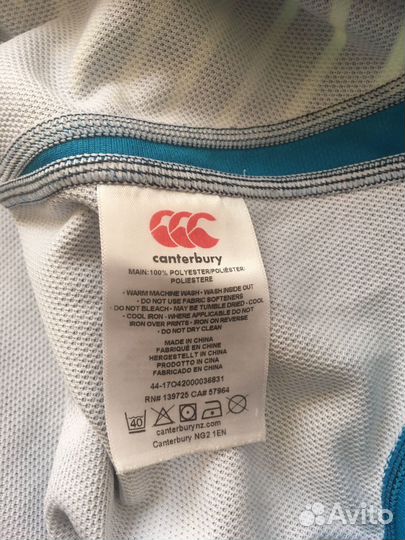 canterbury
MAIN: 100% POLYESTER/POLIÉSTER/
POLIESTERE
• WARM MACHINE WASH • WASH INSIDE OUT
• DO NOT USE FABRIC SOFTENERS
• DO NOT BLEACH • MAY BE TUMBLE DRIED • COOL
• COOL IRON • WHERE APPLICABLE DO NOT
IRON OVER PRINTS • IRON ON REVERSE
• DO NOT DRY CLEAN
MADE IN CHINA
FABRIQUÉ EN CHINE
HERGESTELLT IN CHINA
PRODOTTO IN CINA
FABRICADO EN CHINA
44-17O42000036831
RN# 139725 CA# 57964
40
canterburynz.com
Canterbury NG2 1EN
Avito